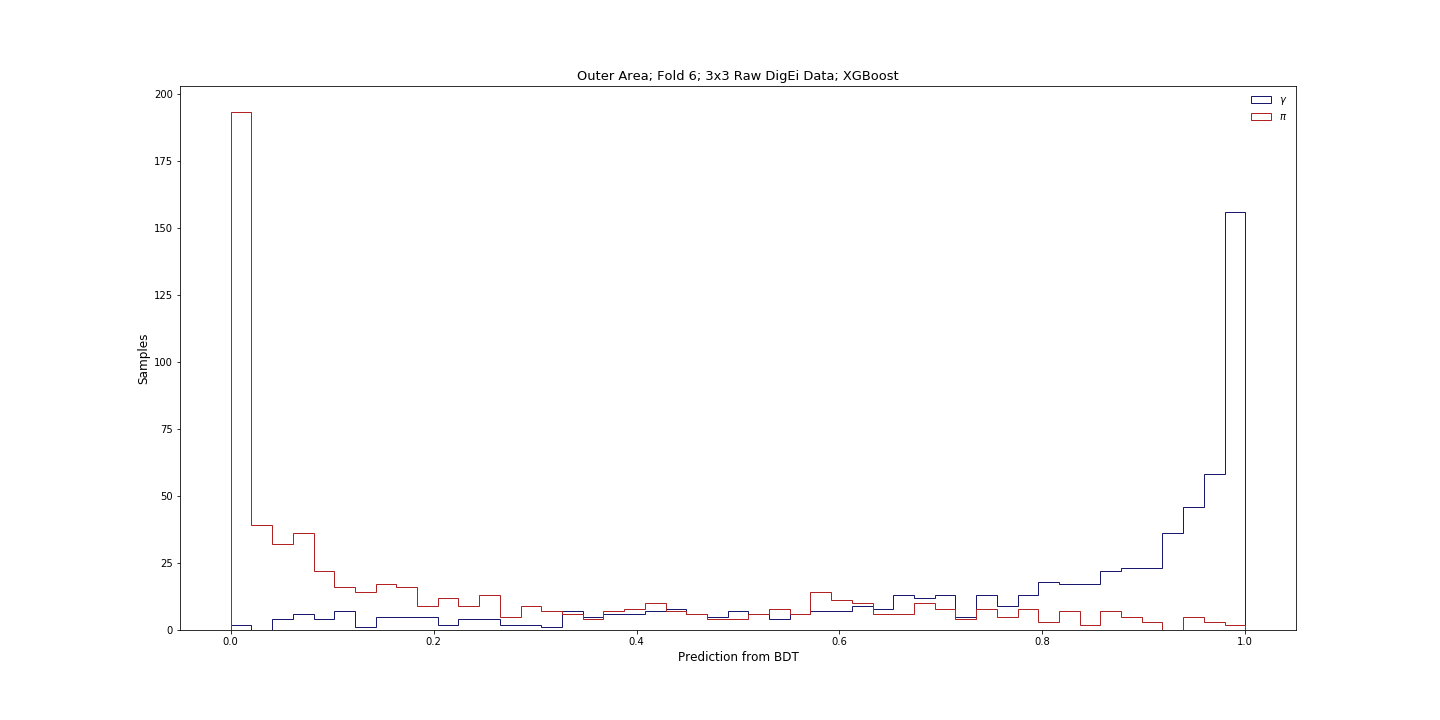 Outer Area; Fold 6; 3x3 Raw DigEi Data; XGBoost
200
γ
π
175
150
125
100
Samples
75
50
25
0
0.0 0.2 0.4 0.6 0.8 1.0
Prediction from BDT